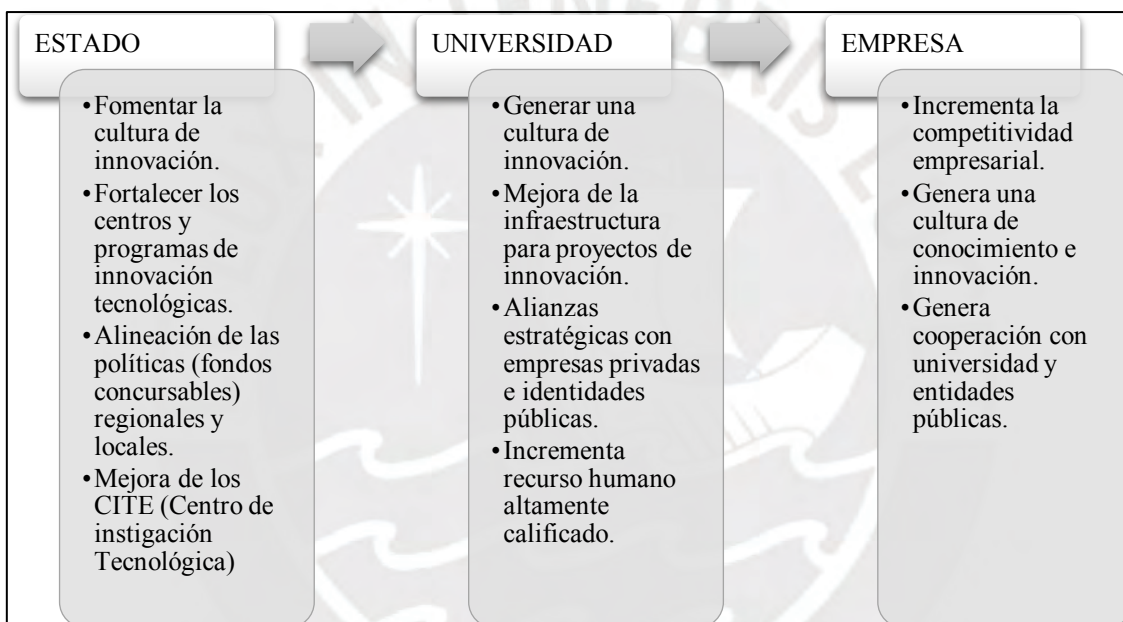 ESTADO
•Fomentar la
cultura de
innovación.
•Fortalecer los
centros y
programas de
innovación
tecnológicas.
•Alineación de las
políticas (fondos
concursables)
regionales y
locales.
•Mejora de los
CITE (Centro de
instigación
Tecnológica)
UNIVERSIDAD
•Generar una
cultura de
innovación.
•Mejora de la
infraestructura
para proyectos de
innovación.
•Alianzas
estratégicas con
empresas privadas
e identidades
públicas.
•Incrementa
recurso humano
altamente
calificado.
EMPRESA
•Incrementa la
competitividad
empresarial.
•Genera una
cultura de
conocimiento e
innovación.
•Genera
cooperación con
universidad y
entidades
públicas.